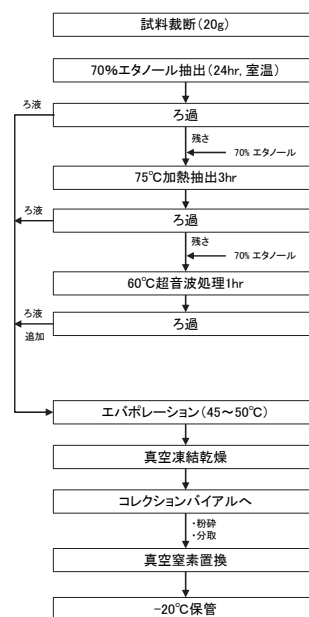 試料裁断(20g)
70%エタノール抽出(24hr, 室温)
ろ液
ろ過
残さ
70% エタノール
75℃加熱抽出3hr
ろ液
ろ過
残さ
70% エタノール
60℃超音波処理1hr
ろ液
ろ過
追加
エバポレーション(45～50℃)
真空凍結乾燥
コレクションバイアルへ
・粉砕
・分取
真空窒素置換
-20℃保管